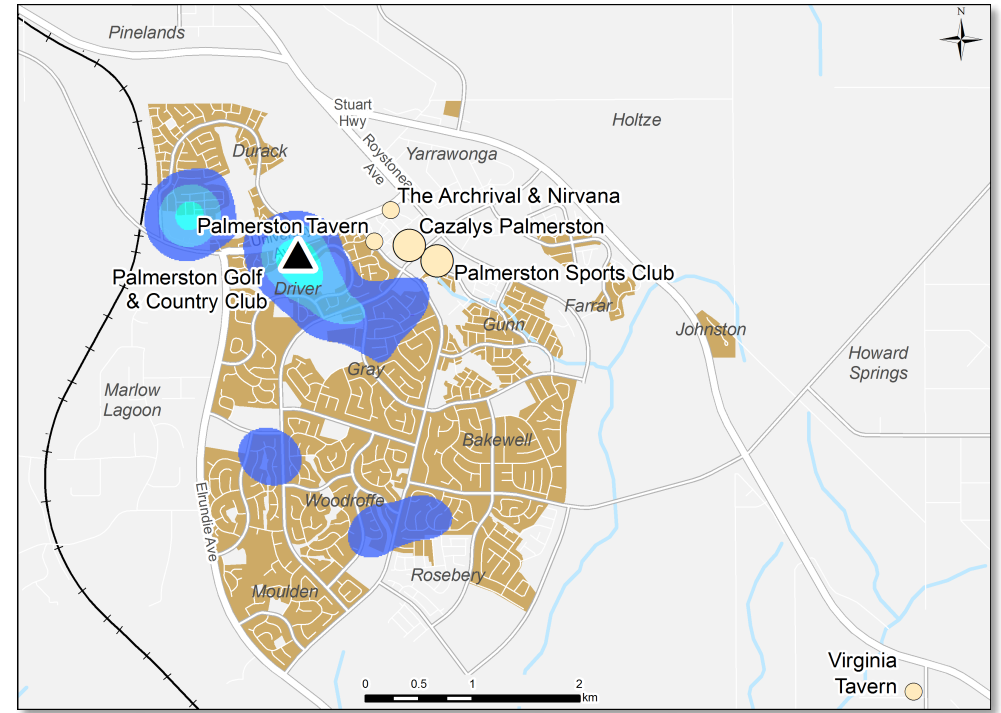 Pinelands
N
Stuart
Hwy
Holtze
Durack
Roystonea
Ave
Yarrawonga
The Archrival & Nirvana
Palmerston Tavern
Cazalys Palmerston
Palmerston Golf
& Country Club
Palmerston Sports Club
Driver
Farrar
Gunn
Johnston
Howard
Springs
Gray
Marlow
Lagoon
Bakewell
Elrundie Ave
Woodroffe
Rosebery
Moulden
Virginia
Tavern
0 0.5 1 2
km